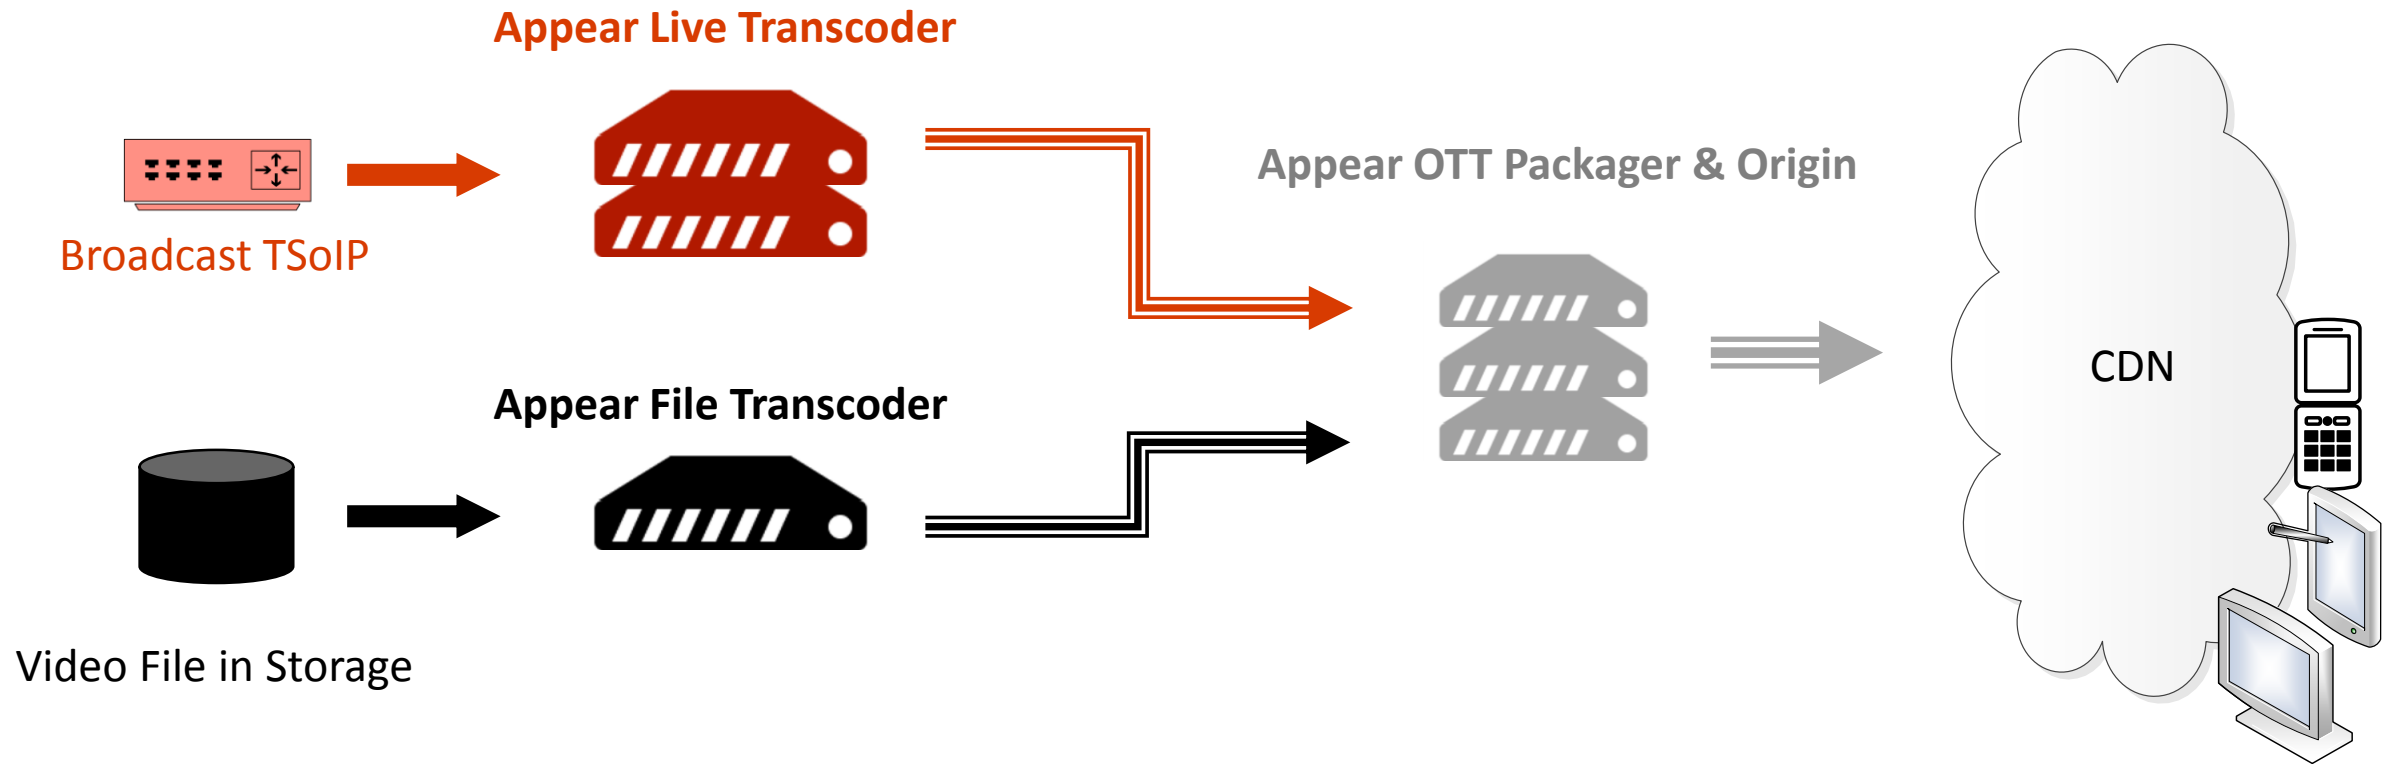 Appear Live Transcoder
Broadcast TSoIP
Appear OTT Packager & Origin
CDN
Appear File Transcoder
Video File in Storage